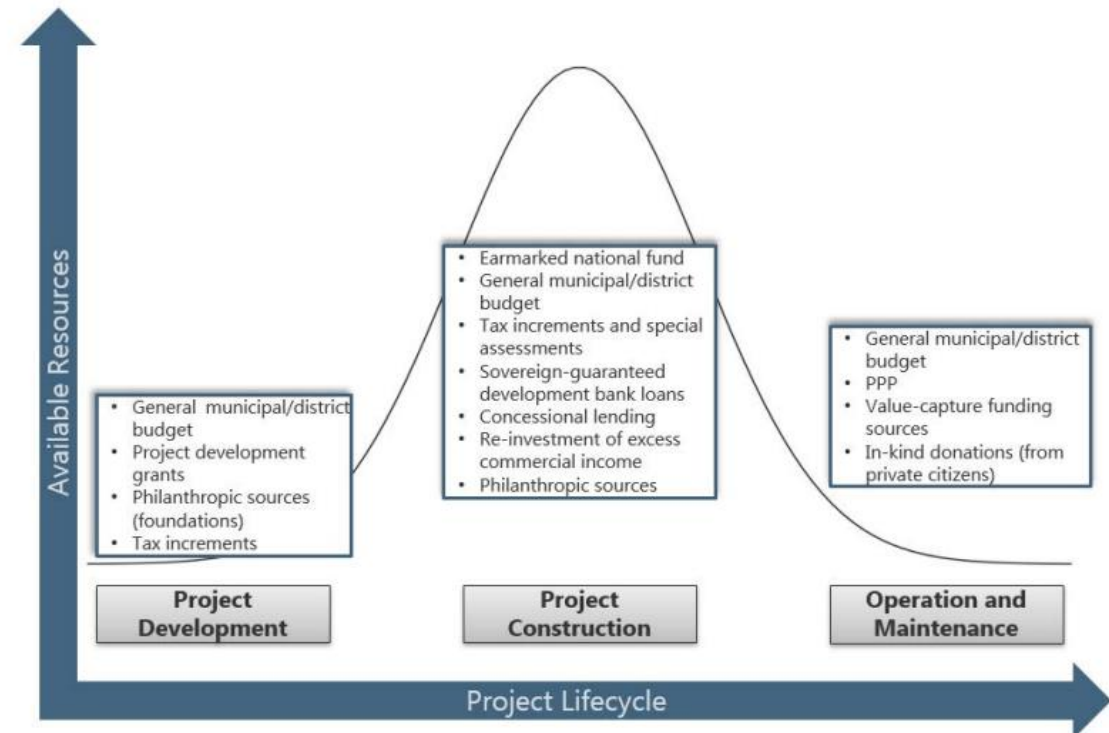 Available Resources
• General municipal/district
budget
• Project development
grants
• Philanthropic sources
(foundations)
• Tax increments
• Earmarked national fund
• General municipal/district
budget
• Tax increments and special
assessments
• Sovereign-guaranteed
development bank loans
• Concessional lending
• Re-investment of excess
commercial income
• Philanthropic sources
• General municipal/district
budget
• PPP
• Value-capture funding
sources
• In-kind donations (from
private citizens)
Project
Development
Project
Construction
Operation and
Maintenance
Project Lifecycle